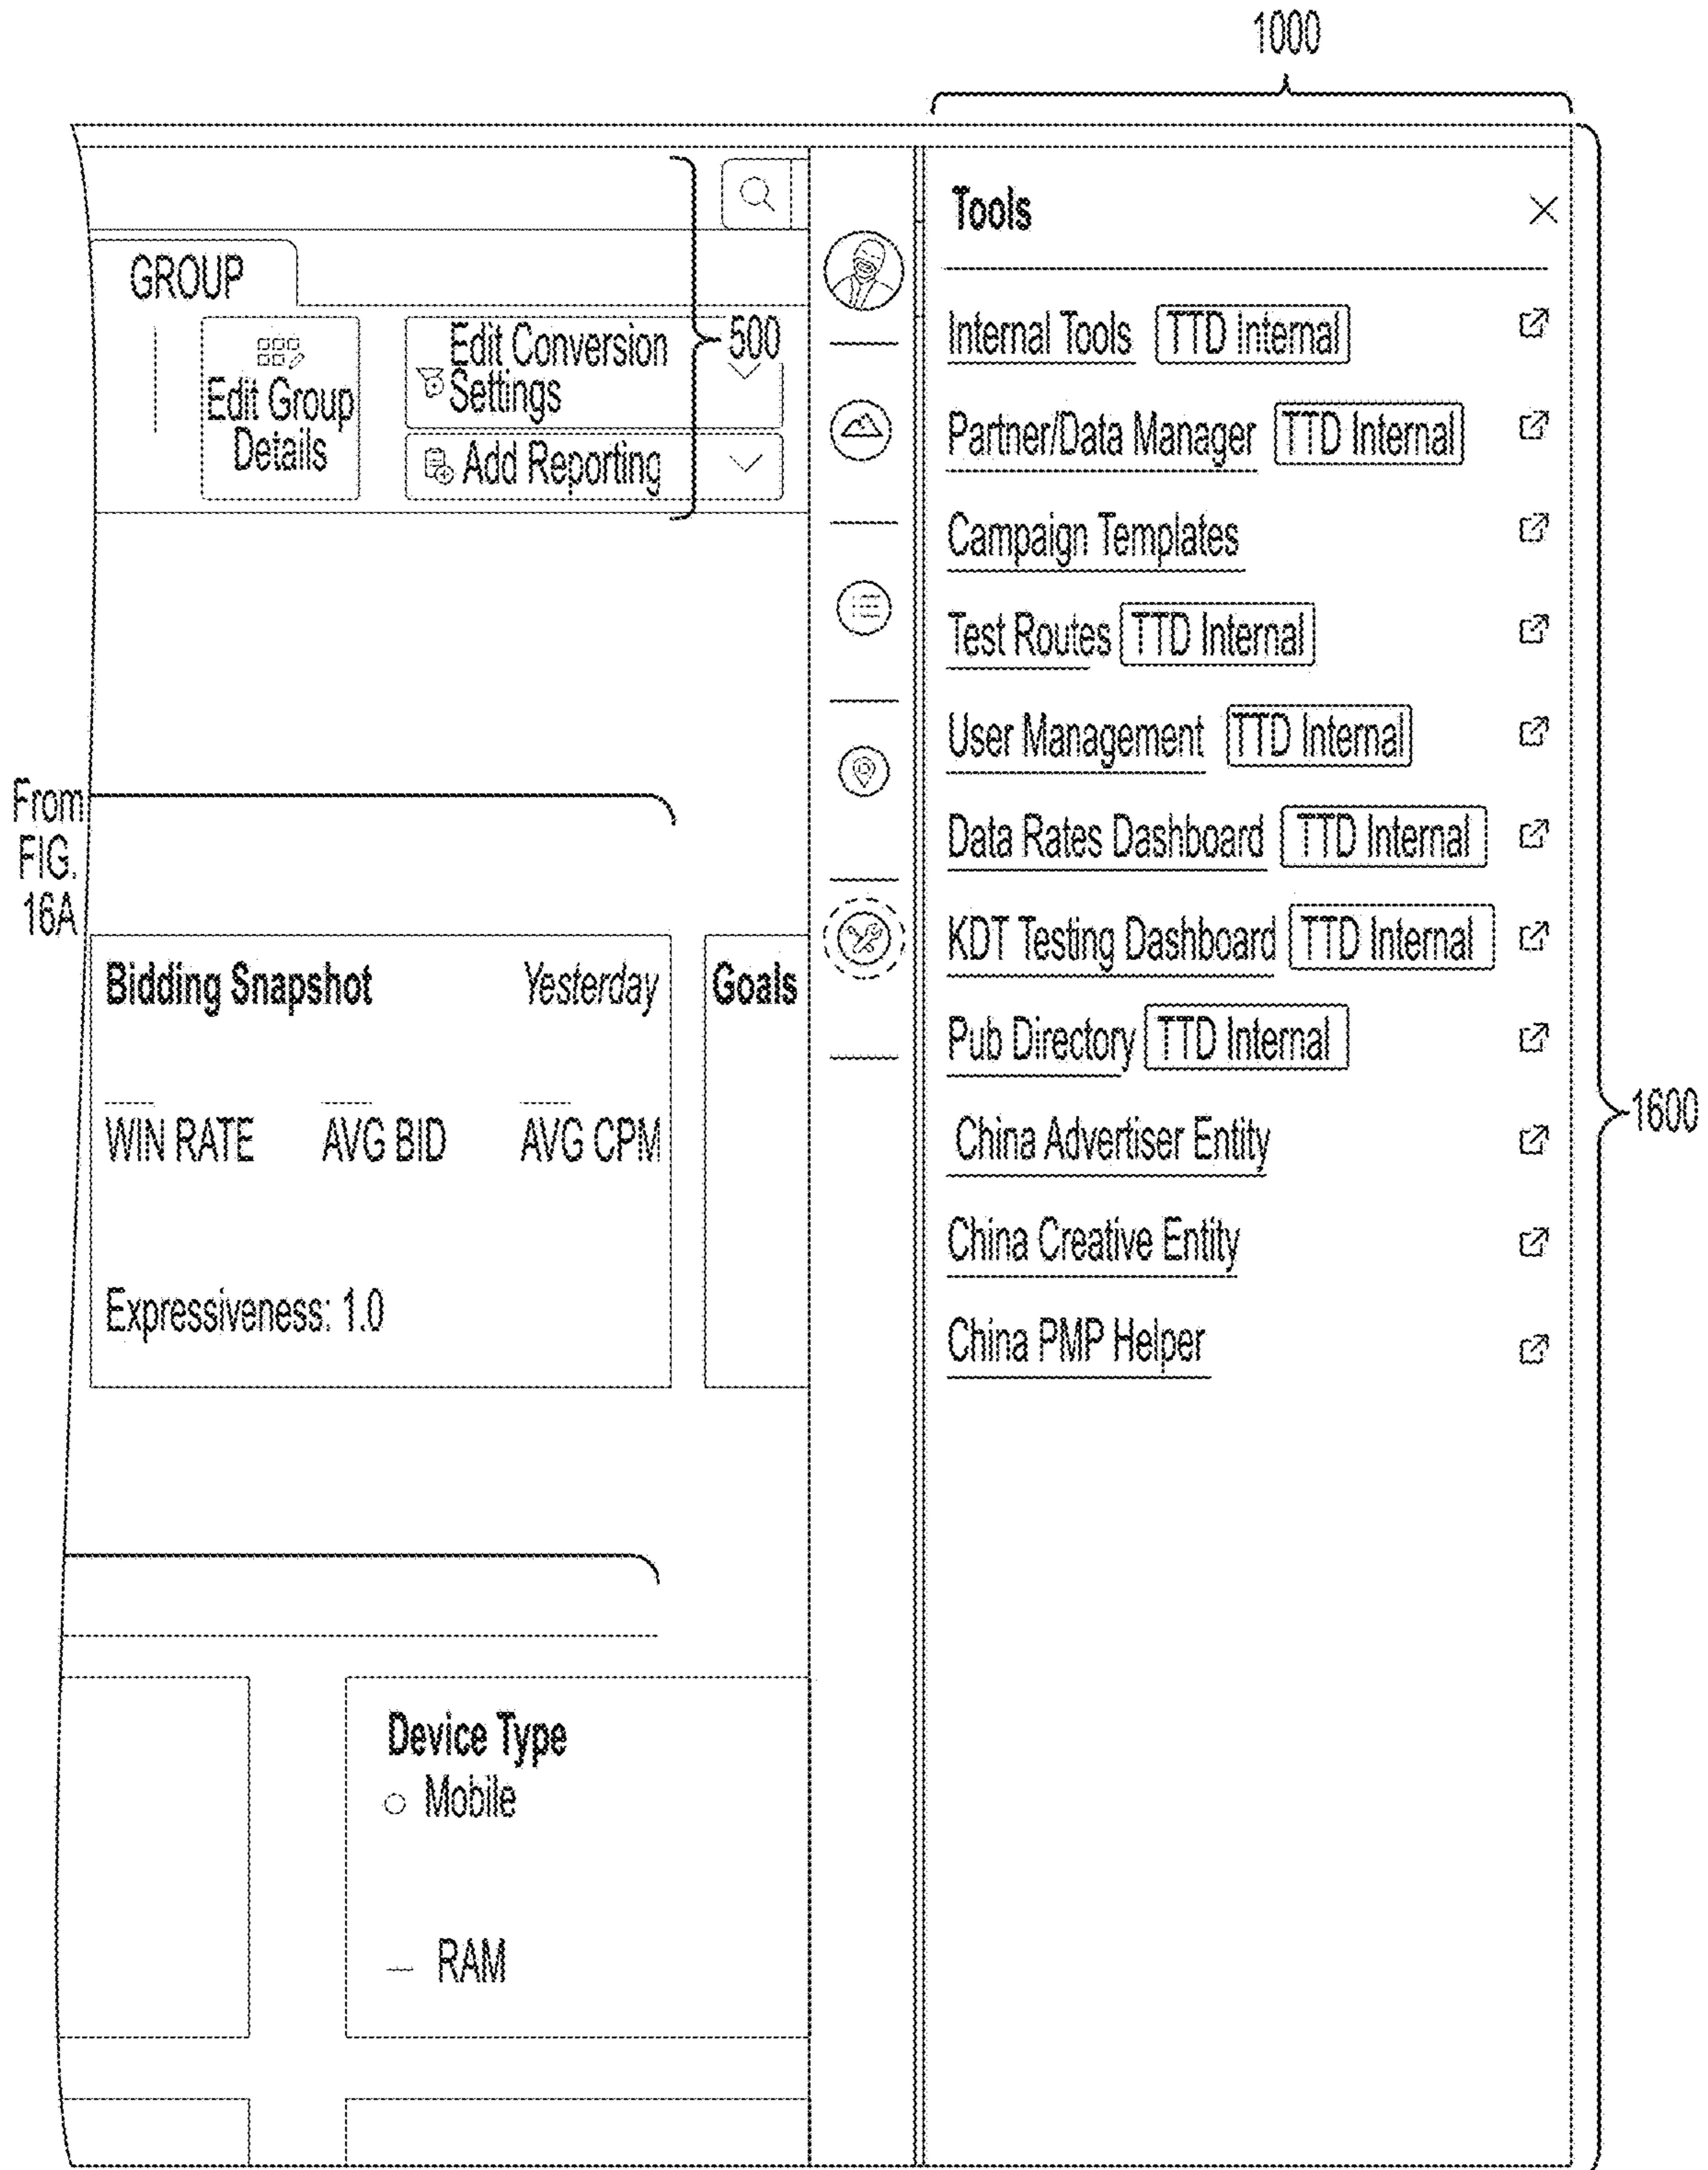 1000
Tools
GROUP
500
Edit Group
Details
Edit Conversion
Settings
Add Reporting
Internal Tools TTD Internal
Partner/Data Manager TTD Internal
Campaign Templates
Test Routes TTD Internal
User Management TTD Internal
Data Rates Dashboard TTD Internal
KDT Testing Dashboard TTD Internal
Pub Directory TTD Internal
China Advertiser Entity
China Creative Entity
China PMP Helper
1600
From
FIG.
16A
Bidding Snapshot Yesterday
WIN RATE AVG BID AVG CPM
Expressiveness: 1.0
Goals
Device Type
Mobile
RAM